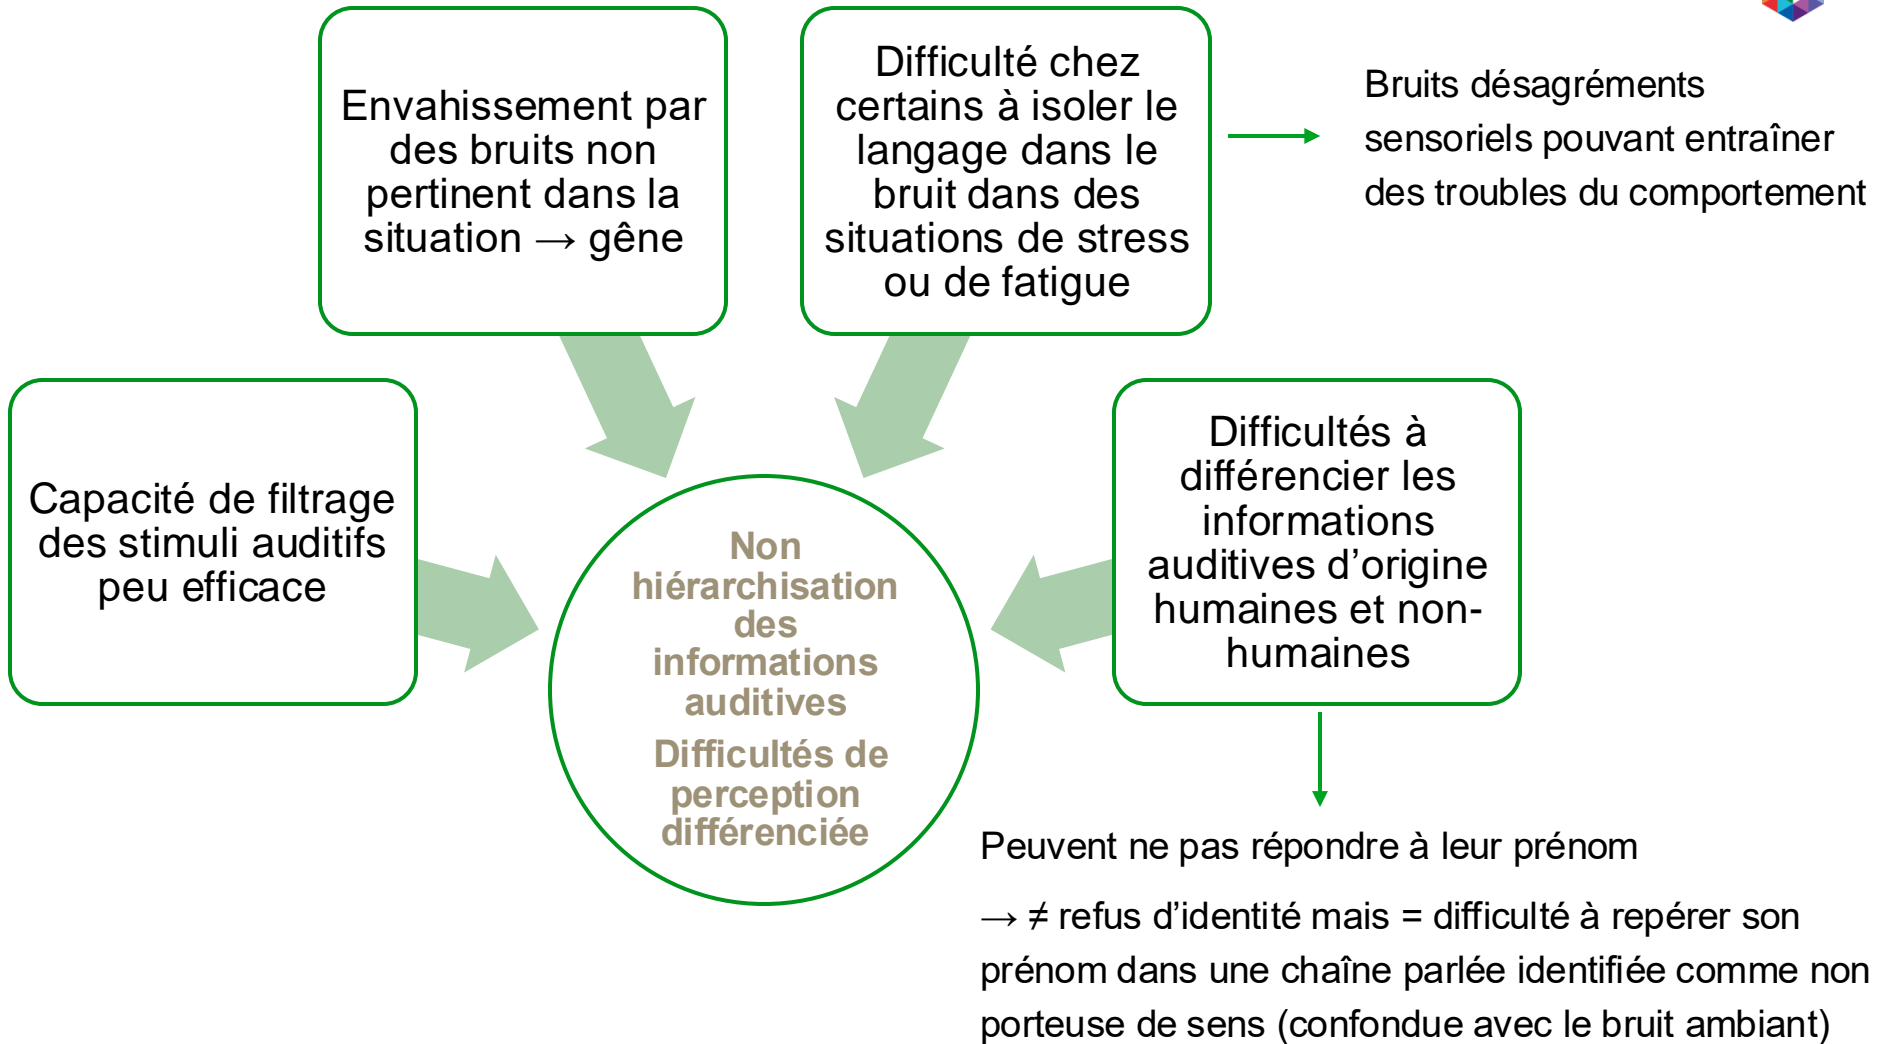 Envahissement par
des bruits non
pertinent dans la
situation → gêne
Difficulté chez
certains à isoler le
langage dans le
bruit dans des
situations de stress
ou de fatigue
Bruits désagréments
sensoriels pouvant entraîner
des troubles du comportement
Capacité de filtrage
des stimuli auditifs
peu efficace
Non
hiérarchisation
des
informations
auditives
Difficultés de
perception
différenciée
Difficultés à
différencier les
informations
auditives d’origine
humaines et non-
humaines
Peuvent ne pas répondre à leur prénom
→ ≠ refus d’identité mais = difficulté à repérer son
prénom dans une chaîne parlée identifiée comme non
porteuse de sens (confondue avec le bruit ambiant)